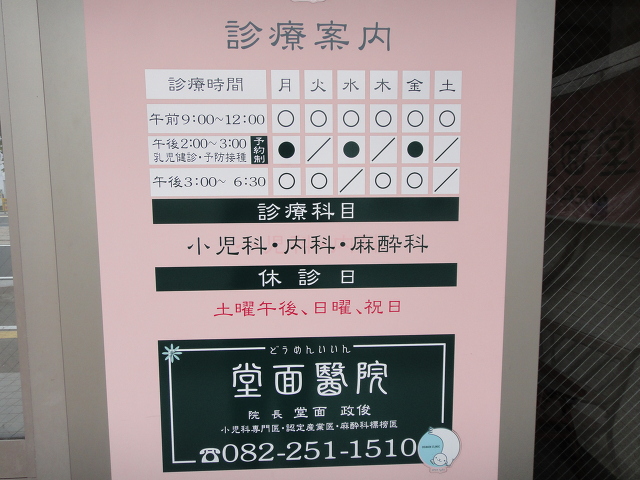 診療案内
診療時間 月 火 水 木 金 土
午前9:00~12:00 ○ ○ ○ ○ ○ ○
午後2:00~3:00 予約制 ● ／ ● ／ ● ／
乳児健診・予防接種
午後3:00~ 6:30 ○ ○ ／ ○ ○ ／
診療科目
小児科・内科・麻酔科
休診日
土曜午後、日曜、祝日
どうめんいいん
堂面醫院
院長 堂面 政俊
小児科専門医・認定産業医・麻酔科標榜医
☎082-251-1510